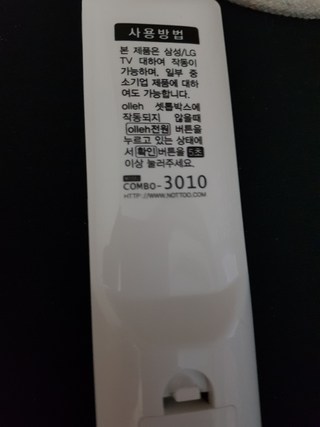 사용방법
본 제품은 삼성/LG
TV 대하여 작동이
가능하며, 일부 중
소기업 제품에 대하
여도 가능합니다.
olleh 셋톱박스에
작동되지 않을때
olleh전원 버튼을
누르고 있는 상태에
서 확인 버튼을 5초
이상 눌러주세요.
MODEL
COMBO-3010
HTTP://WWW.NOTTOO.COM